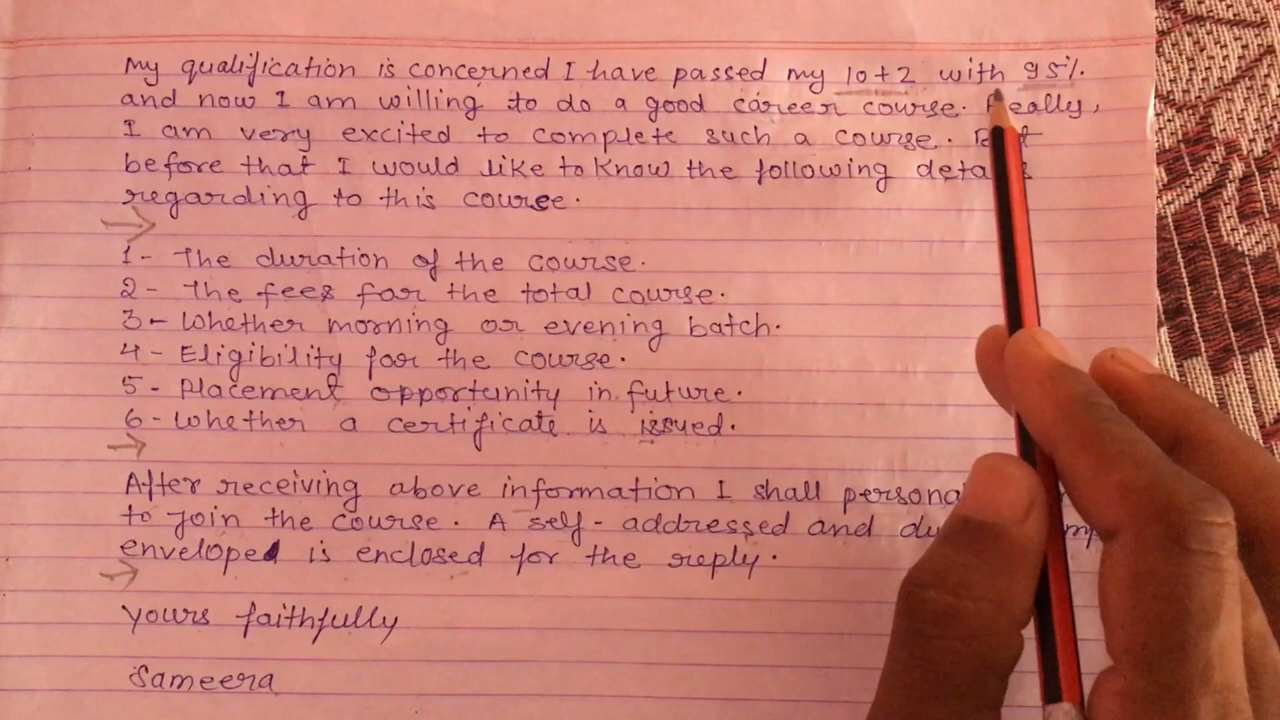 My qualification is concerned I have passed my 10+2 with 95%.
and now I am willing to do a good career course. Really,
I am very excited to complete such a course. But
before that I would like to know the following details
regarding to this course.
1- The duration of the course.
2- The fees for the total course.
3- Whether morning or evening batch.
4- Eligibility for the course.
5- Placement opportunity in future.
6- Whether a certificate is issued.
After receiving above information I shall
to join the course. A self-addressed and
enveloped is enclosed for the reply.
Yours faithfully
Sameera